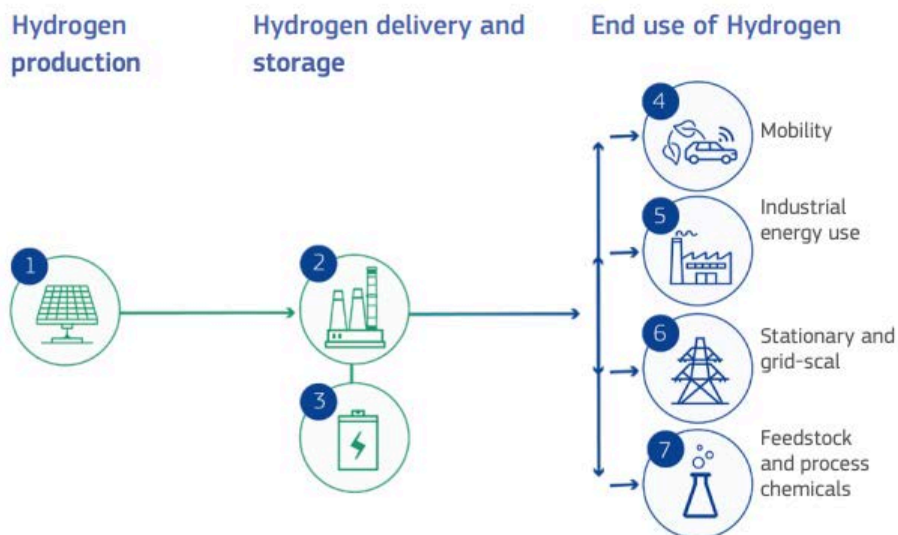 Hydrogen
production
Hydrogen delivery and
storage
End use of Hydrogen
1
2
3
4
Mobility
5
Industrial
energy use
6
Stationary and
grid-scal
7
Feedstock
and process
chemicals